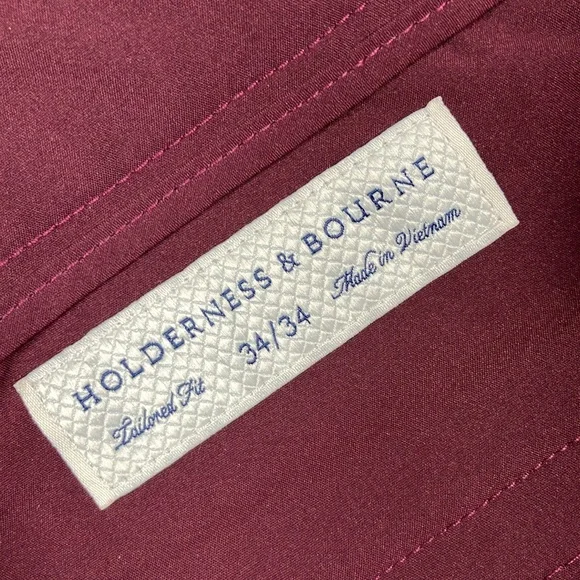 HOLDERNESS & BOURNE
Tailored Fit 34/34 Made in Vietnam